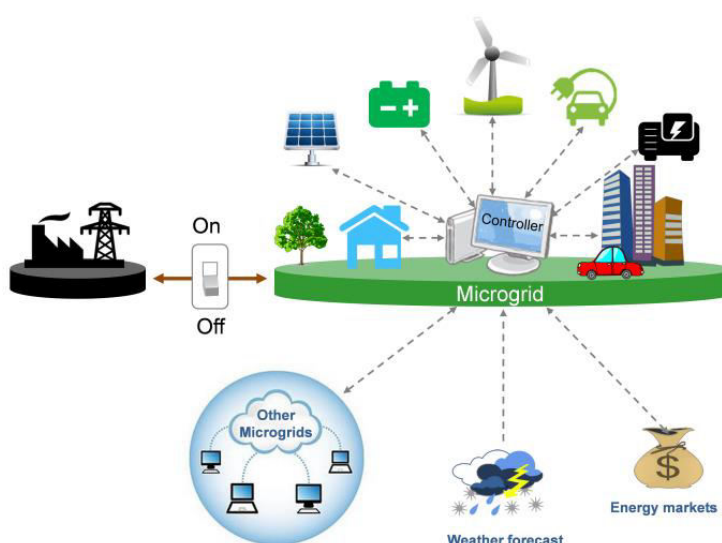 Controller
On
Off
Microgrid
Other
Microgrids
$
Energy markets
Weather forecast